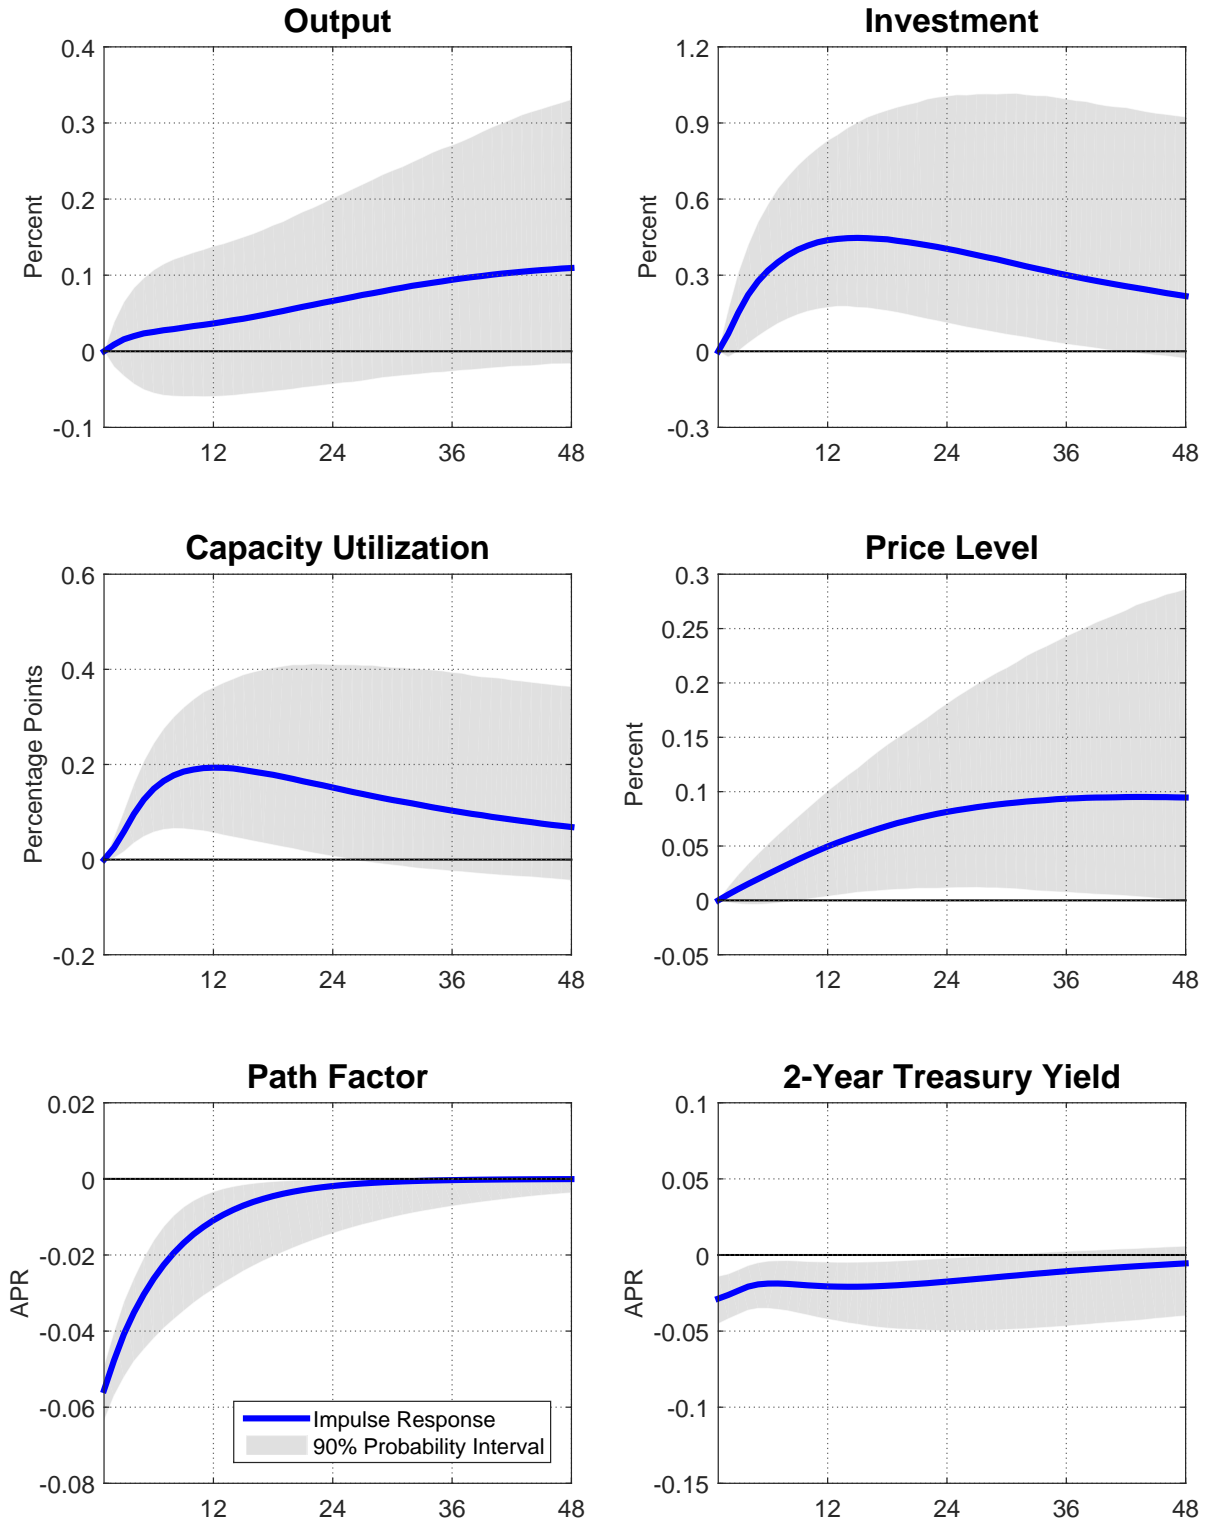 Output
Percent
0.4
0.3
0.2
0.1
0
-0.1
12 24 36 48
Investment
Percent
1.2
0.9
0.6
0.3
0
-0.3
12 24 36 48
Capacity Utilization
Percentage Points
0.6
0.4
0.2
0
-0.2
12 24 36 48
Price Level
Percent
0.3
0.25
0.2
0.15
0.1
0.05
0
-0.05
12 24 36 48
Path Factor
APR
0.02
0
-0.02
-0.04
-0.06
-0.08
12 24 36 48
Impulse Response
90% Probability Interval
2-Year Treasury Yield
APR
0.1
0.05
0
-0.05
-0.1
-0.15
12 24 36 48